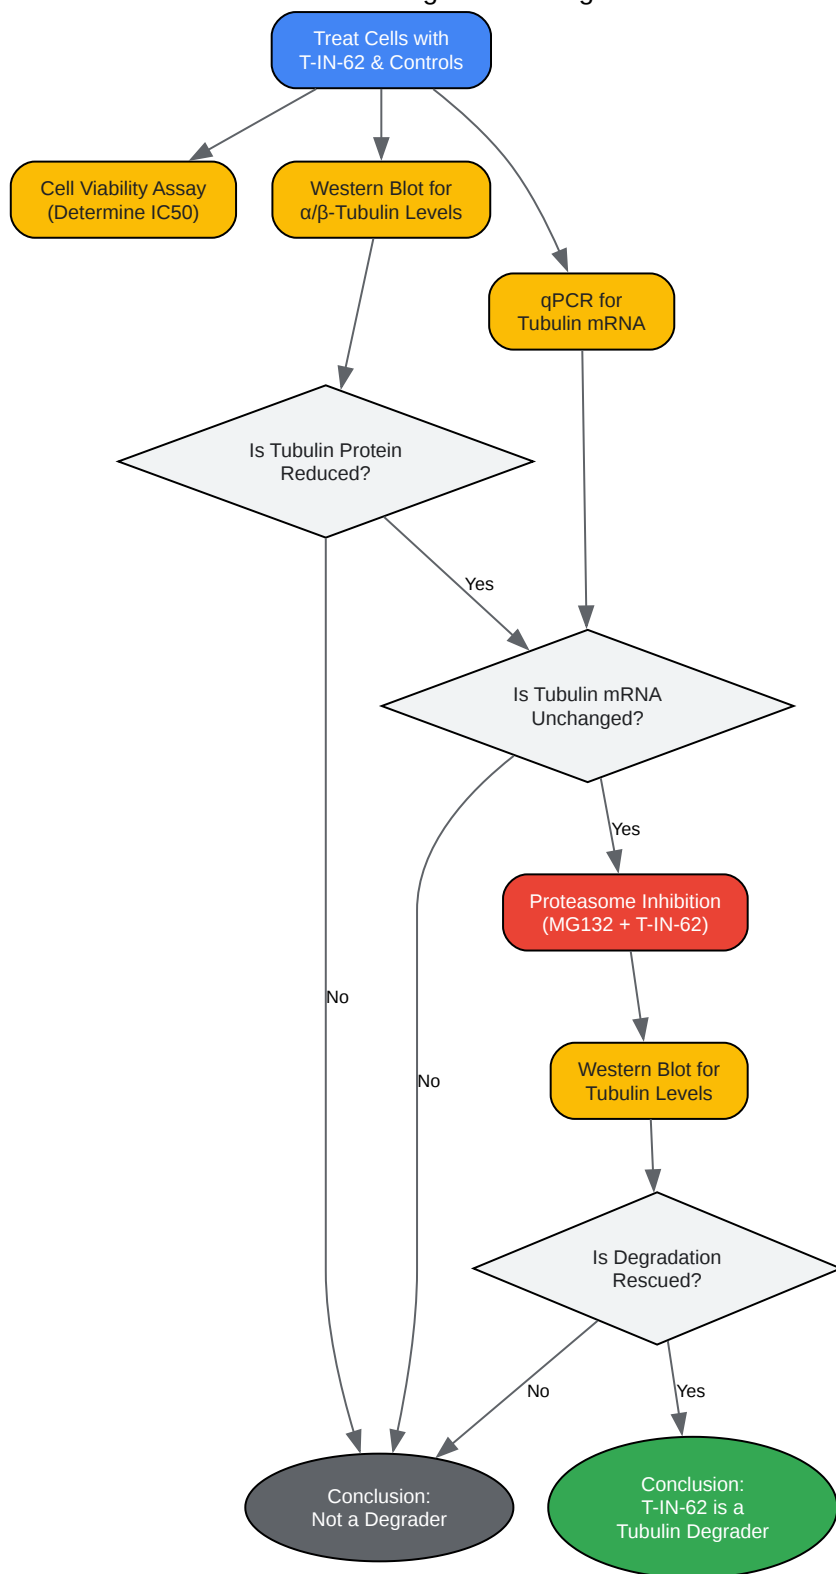 Treat Cells with
T-IN-62 & Controls
Cell Viability Assay
(Determine IC50)
Western Blot for
α/β-Tubulin Levels
qPCR for
Tubulin mRNA
Is Tubulin Protein
Reduced?
Yes
Is Tubulin mRNA
Unchanged?
Yes
Proteasome Inhibition
(MG132 + T-IN-62)
No
Western Blot for
Tubulin Levels
No
Is Degradation
Rescued?
No
Yes
Conclusion:
Not a Degrader
Conclusion:
T-IN-62 is a
Tubulin Degrader